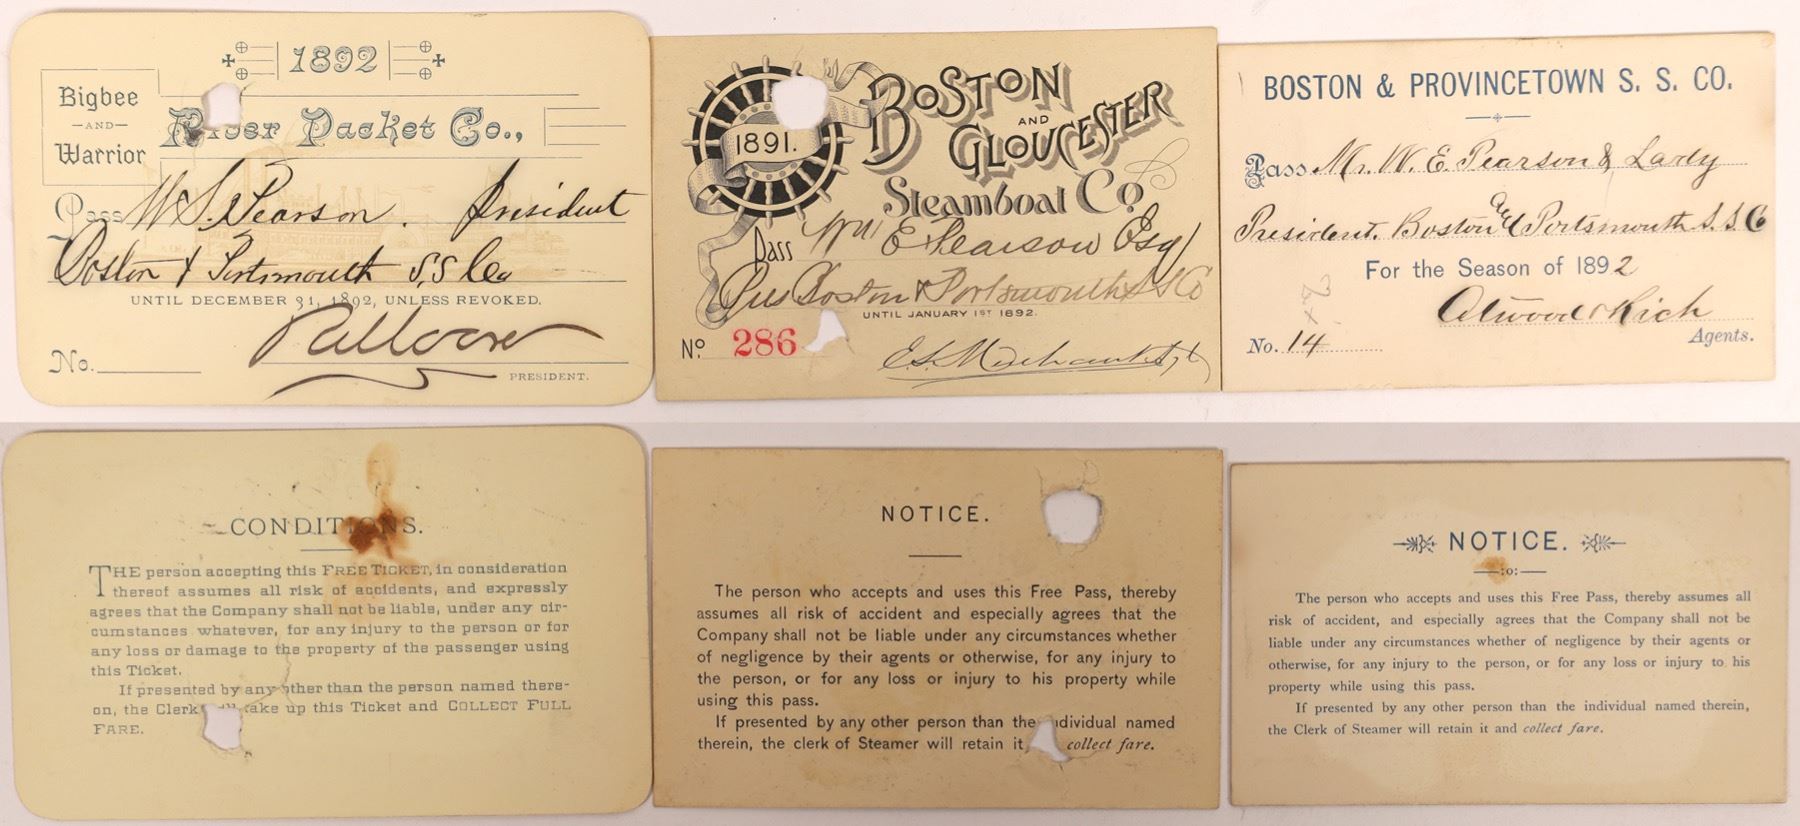 1892
Bigbee
AND
Warrior
River Packet Co.,
Pass W. S. Pearson. President
Boston & Portsmouth S, S Co
UNTIL DECEMBER 31, 1892, UNLESS REVOKED.
No.
PRESIDENT.
1891.
BOSTON
AND
GLOUCESTER
Steamboat Co.
Pass Wm E Pearson Esq
Pres Boston & Portsmouth SS Co
UNTIL JANUARY 1ST 1892.
No. 286
BOSTON & PROVINCETOWN S. S. CO.
Pass Mr. W. E. Pearson & Lady
President. Boston and Portsmouth S. S. Co
For the Season of 1892
Atwood & Rich
No. 14
Agents.
CONDITIONS.
THE person accepting this FREE TICKET, in consideration
thereof assumes all risk of accidents, and expressly
agrees that the Company shall not be liable, under any cir-
cumstances whatever, for any injury to the person or for
any loss or damage to the property of the passenger using
this Ticket.
If presented by any other than the person named there-
on, the Clerk will take up this Ticket and COLLECT FULL
FARE.
NOTICE.
The person who accepts and uses this Free Pass, thereby
assumes all risk of accident and especially agrees that the
Company shall not be liable under any circumstances whether
of negligence by their agents or otherwise, for any injury to
the person, or for any loss or injury to his property while
using this pass.
If presented by any other person than the individual named
therein, the clerk of Steamer will retain it collect fare.
NOTICE.
:o:
The person who accepts and uses this Free Pass, thereby assumes all
risk of accident, and especially agrees that the Company shall not be
liable under any circumstances whether of negligence by their agents or
otherwise, for any injury to the person, or for any loss or injury to his
property while using this pass.
If presented by any other person than the individual named therein,
the Clerk of Steamer will retain it and collect fare.